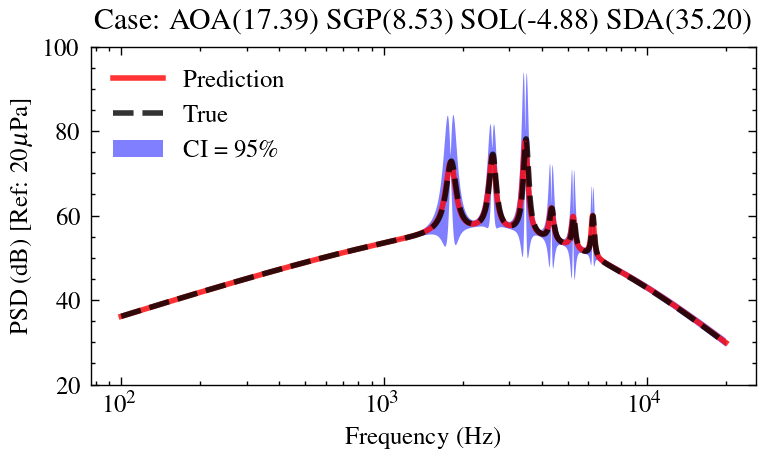 Case: AOA(17.39) SGP(8.53) SOL(-4.88) SDA(35.20)
100
80
60
40
20
PSD (dB) [Ref: 20μPa]
Prediction
True
CI = 95%
10²
10³
10⁴
Frequency (Hz)